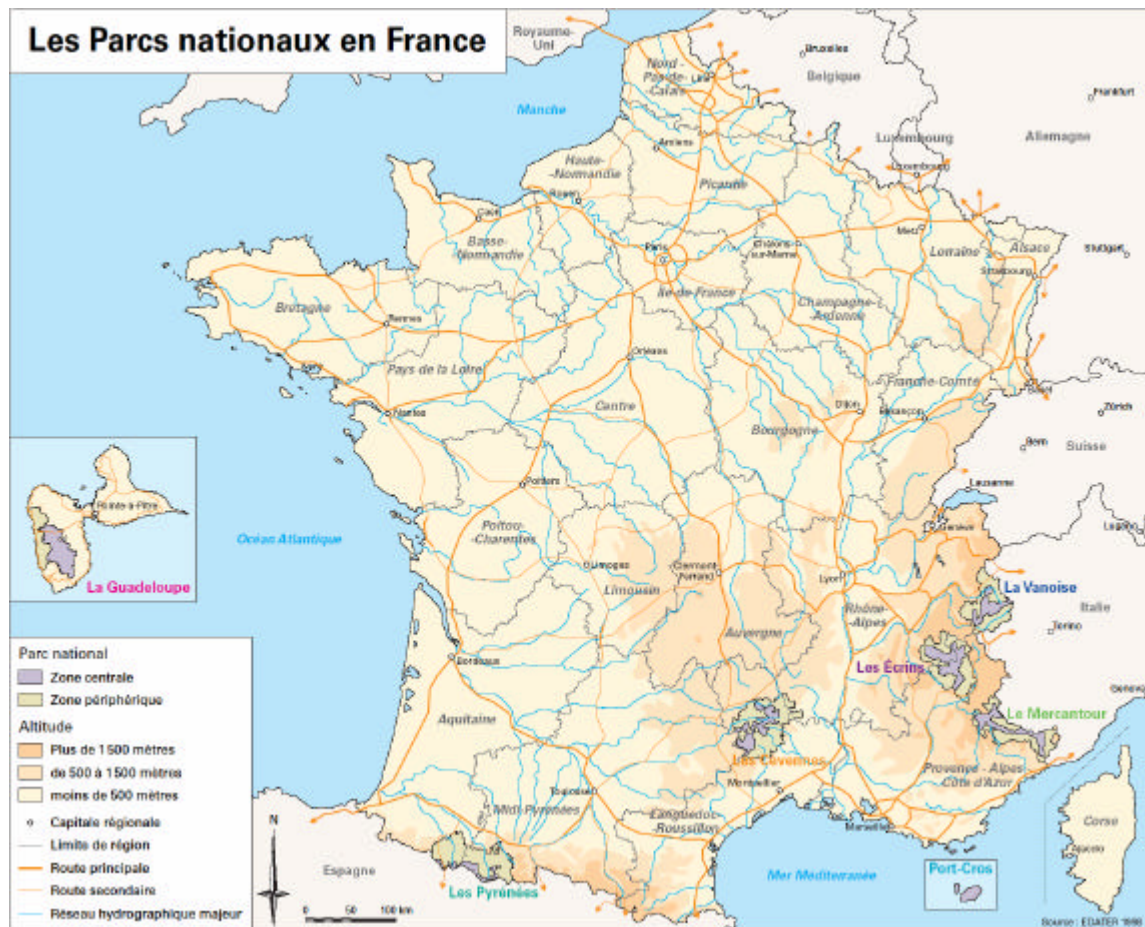 Les Parcs nationaux en France
Royaume-
Uni
Bruxelles
Belgique
Frankfurt
Allemagne
Nord -
Pas-de-
-Calais
Lille
Manche
Luxembourg
Luxembourg
Amiens
Haute-
-Normandie
Rouen
Picardie
Caen
Basse-
-Normandie
Paris
Ile-de-France
Châlons-
sur-Marne
Metz
Lorraine
Alsace
Strasbourg
Stuttgart
Champagne-
-Ardenne
Bretagne
Rennes
Pays de la Loire
Nantes
Orléans
Centre
Bourgogne
Dijon
Franche-Comté
Besançon
Basel
Zürich
Bern
Suisse
Lausanne
Genève
Pointe-à-Pitre
La Guadeloupe
Océan Atlantique
Poitiers
Poitou-
-Charentes
Limoges
Limousin
Clermont-
Ferrand
Auvergne
Lyon
Rhône-
-Alpes
La Vanoise
Italie
Torino
Les Écrins
Le Mercantour
Genova
Bordeaux
Aquitaine
Les Cévennes
Provence - Alpes
-Côte d'Azur
Montpellier
Toulouse
Midi-Pyrénées
Languedoc-
-Roussillon
Marseille
Corse
Ajaccio
Port-Cros
Mer Méditerranée
Espagne
Les Pyrénées
Parc national
Zone centrale
Zone périphérique
Altitude
Plus de 1 500 mètres
de 500 à 1 500 mètres
moins de 500 mètres
Capitale régionale
Limite de région
Route principale
Route secondaire
Réseau hydrographique majeur
N
0 50 100 km